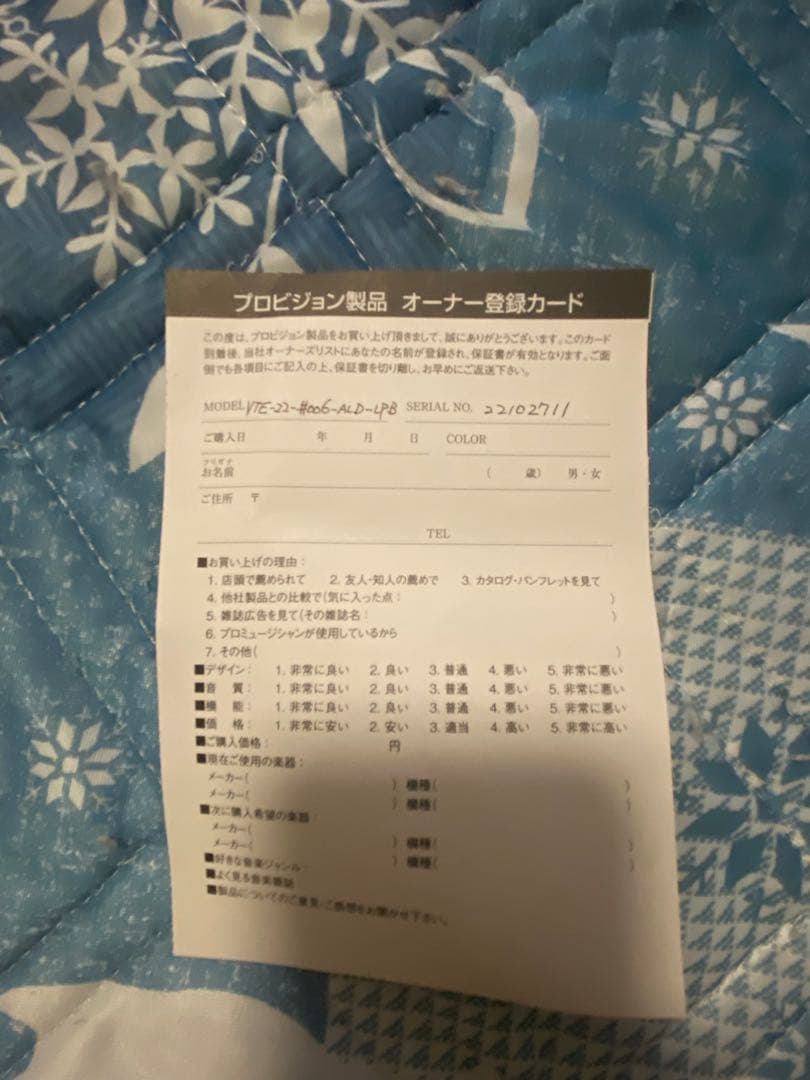 プロビジョン製品 オーナー登録カード
この度は、プロビジョン製品をお買い上げ頂きまして、誠にありがとうございます。このカード
到着後、当社オーナーズリストにあなたの名前が登録され、保証書が有効となります。ご面
倒でも各項目にご記入の上、保証書を切り離し、お早めにご返送下さい。
MODEL VTE-22-#006-ALD-LPB SERIAL NO. 22102711
ご購入日 年 月 日 COLOR
フリガナ
お名前 ( 歳) 男・女
ご住所 〒
TEL
■お買い上げの理由:
1. 店頭で薦められて 2. 友人・知人の薦めで 3. カタログ・パンフレットを見て
4. 他社製品との比較で(気に入った点: )
5. 雑誌広告を見て(その雑誌名: )
6. プロミュージシャンが使用しているから
7. その他( )
■デザイン: 1. 非常に良い 2. 良い 3. 普通 4. 悪い 5. 非常に悪い
■音 質: 1. 非常に良い 2. 良い 3. 普通 4. 悪い 5. 非常に悪い
■機 能: 1. 非常に良い 2. 良い 3. 普通 4. 悪い 5. 非常に悪い
■価 格: 1. 非常に安い 2. 安い 3. 適当 4. 高い 5. 非常に高い
■ご購入価格: 円
■現在ご使用の楽器:
メーカー( ) 機種( )
メーカー( ) 機種( )
■次に購入希望の楽器:
メーカー( ) 機種( )
メーカー( ) 機種( )
■好きな音楽ジャンル:
■よく見る音楽雑誌
■製品についてのご意見・ご感想をお聞かせ下さい。